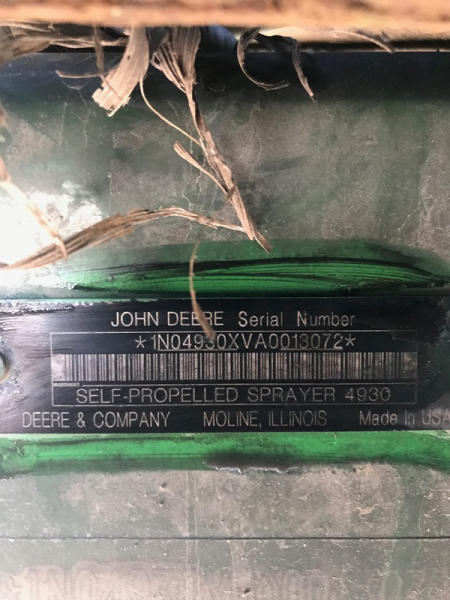 JOHN DEERE Serial Number
*1N04930XVA0013072*
SELF-PROPELLED SPRAYER 4930
DEERE & COMPANY MOLINE, ILLINOIS Made In USA